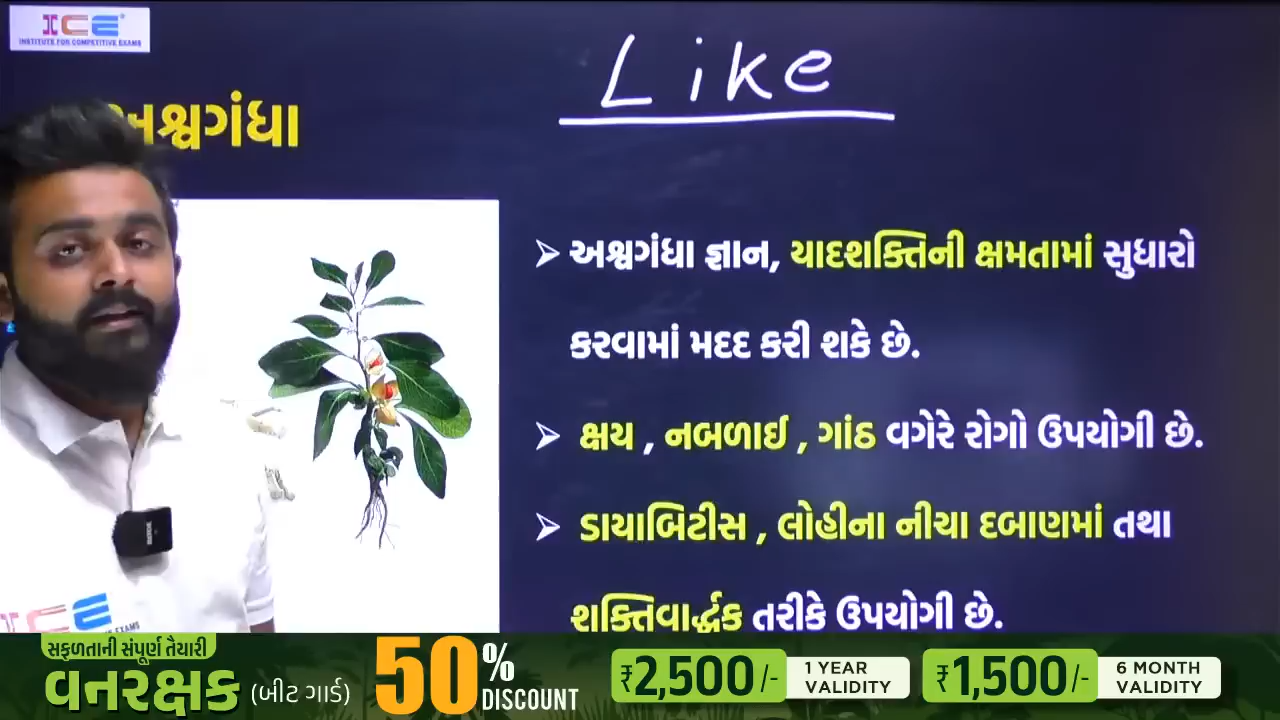 ICE
INSTITUTE FOR COMPETITIVE EXAMS
Like
અશ્વગંધા
➢ અશ્વગંધા જ્ઞાન, યાદશક્તિની ક્ષમતામાં સુધારો
કરવામાં મદદ કરી શકે છે.
➢ ક્ષય , નબળાઈ , ગાંઠ વગેરે રોગો ઉપયોગી છે.
➢ ડાયાબિટીસ , લોહીના નીચા દબાણમાં તથા
શક્તિવાર્દ્ધક તરીકે ઉપયોગી છે.
ICE
EXAMS
સફળતાની સંપૂર્ણ તૈયારી
વનરક્ષક (બીટ ગાર્ડ)
50% DISCOUNT
₹2,500/- 1 YEAR VALIDITY
₹1,500/- 6 MONTH VALIDITY